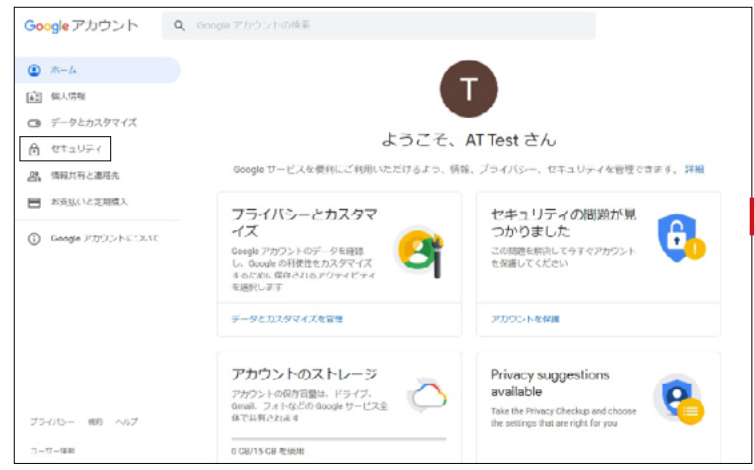 Google アカウント
Google アカウントの検索
ホーム
個人情報
データとカスタマイズ
セキュリティ
情報共有と連絡先
お支払いと定期購入
Google アカウントについて
プライバシー 規約 ヘルプ
ユーザー情報
T
ようこそ、AT Test さん
Google サービスを便利にご利用いただけるよう、情報、プライバシー、セキュリティを管理できます。詳細
プライバシーとカスタマ
イズ
Google アカウントのデータを確認
し、Google の利便性をカスタマイズ
するために保存されるアクティビティ
を選択します
データとカスタマイズを管理
セキュリティの問題が見
つかりました
この問題を解決して今すぐアカウント
を保護してください
アカウントを保護
アカウントのストレージ
アカウントの保存容量は、ドライブ、
Gmail、フォトなどの Google サービス全
体で共有されます
0 GB/15 GB を使用
Privacy suggestions
available
Take the Privacy Checkup and choose
the settings that are right for you